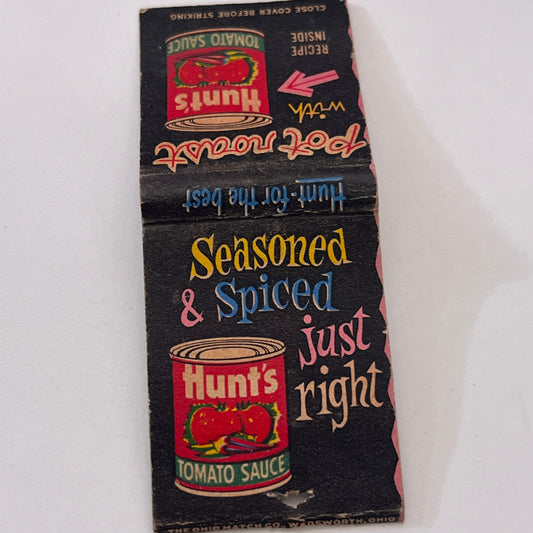 CLOSE COVER BEFORE STRIKING
RECIPE
INSIDE
Hunt's
TOMATO SAUCE
with
pot roast
Hunt-for the best
Seasoned
& Spiced
just
right
Hunt's
TOMATO SAUCE
THE OHIO MATCH CO., WADSWORTH, OHIO